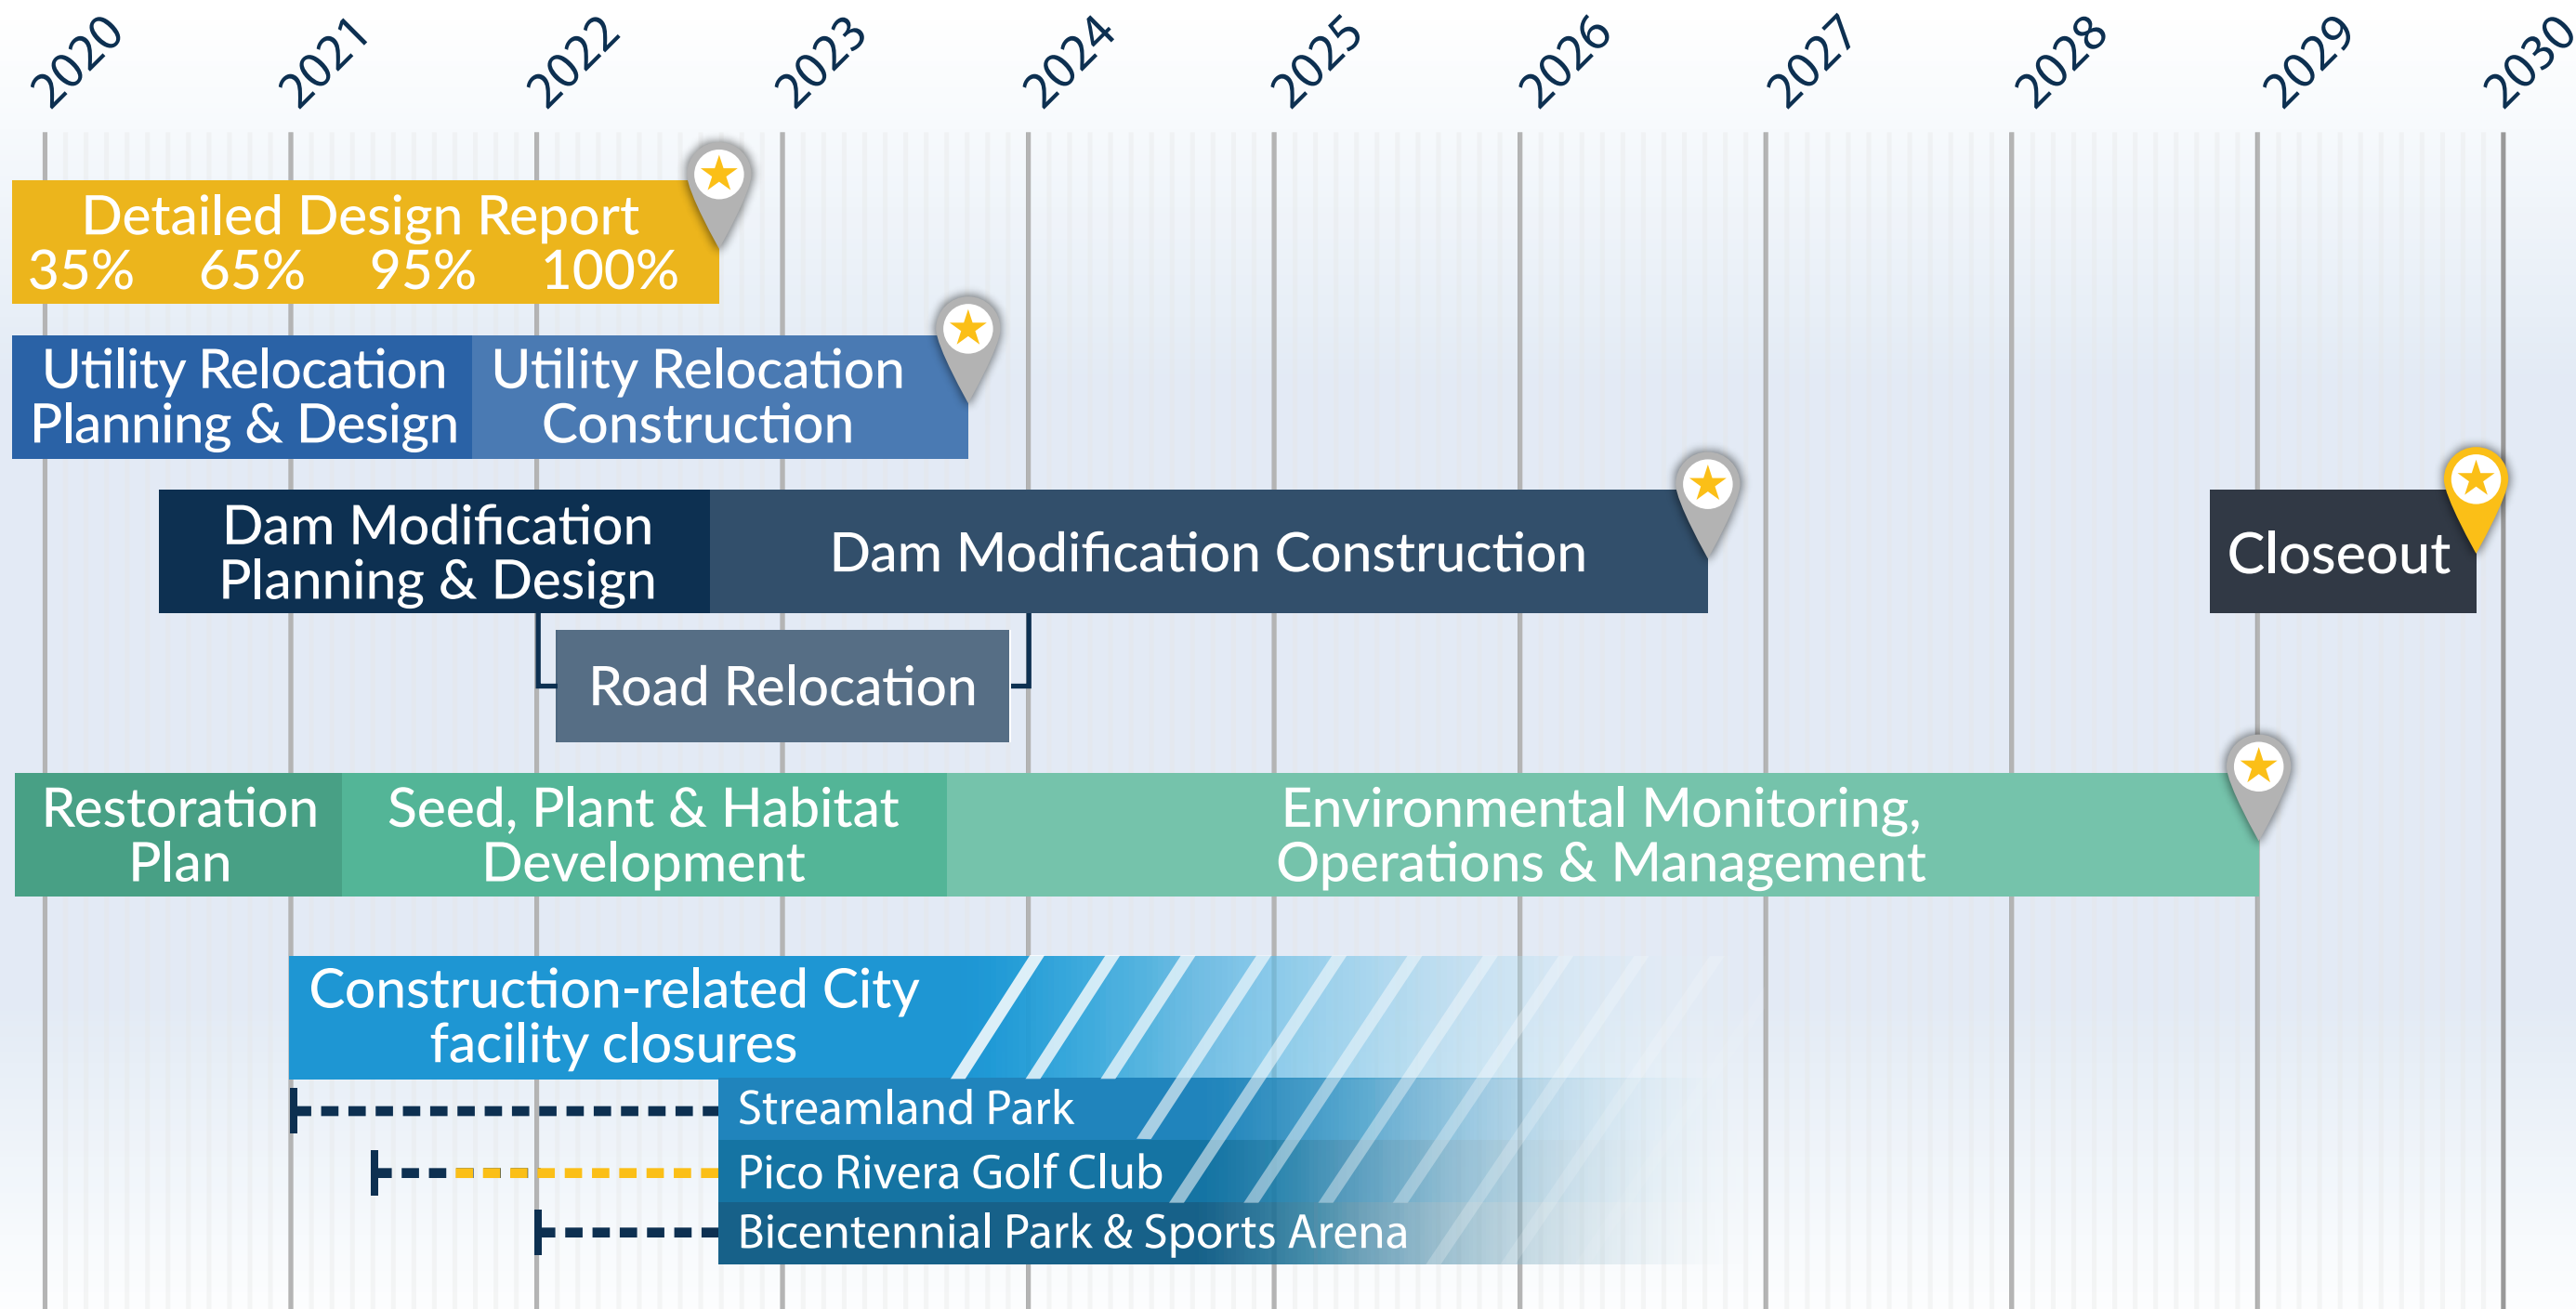 2020 2021 2022 2023 2024 2025 2026 2027 2028 2029 2030
Detailed Design Report
35% 65% 95% 100%
Utility Relocation
Planning & Design
Utility Relocation
Construction
Dam Modification
Planning & Design
Dam Modification Construction
Closeout
Road Relocation
Restoration
Plan
Seed, Plant & Habitat
Development
Environmental Monitoring,
Operations & Management
Construction-related City
facility closures
Streamland Park
Pico Rivera Golf Club
Bicentennial Park & Sports Arena